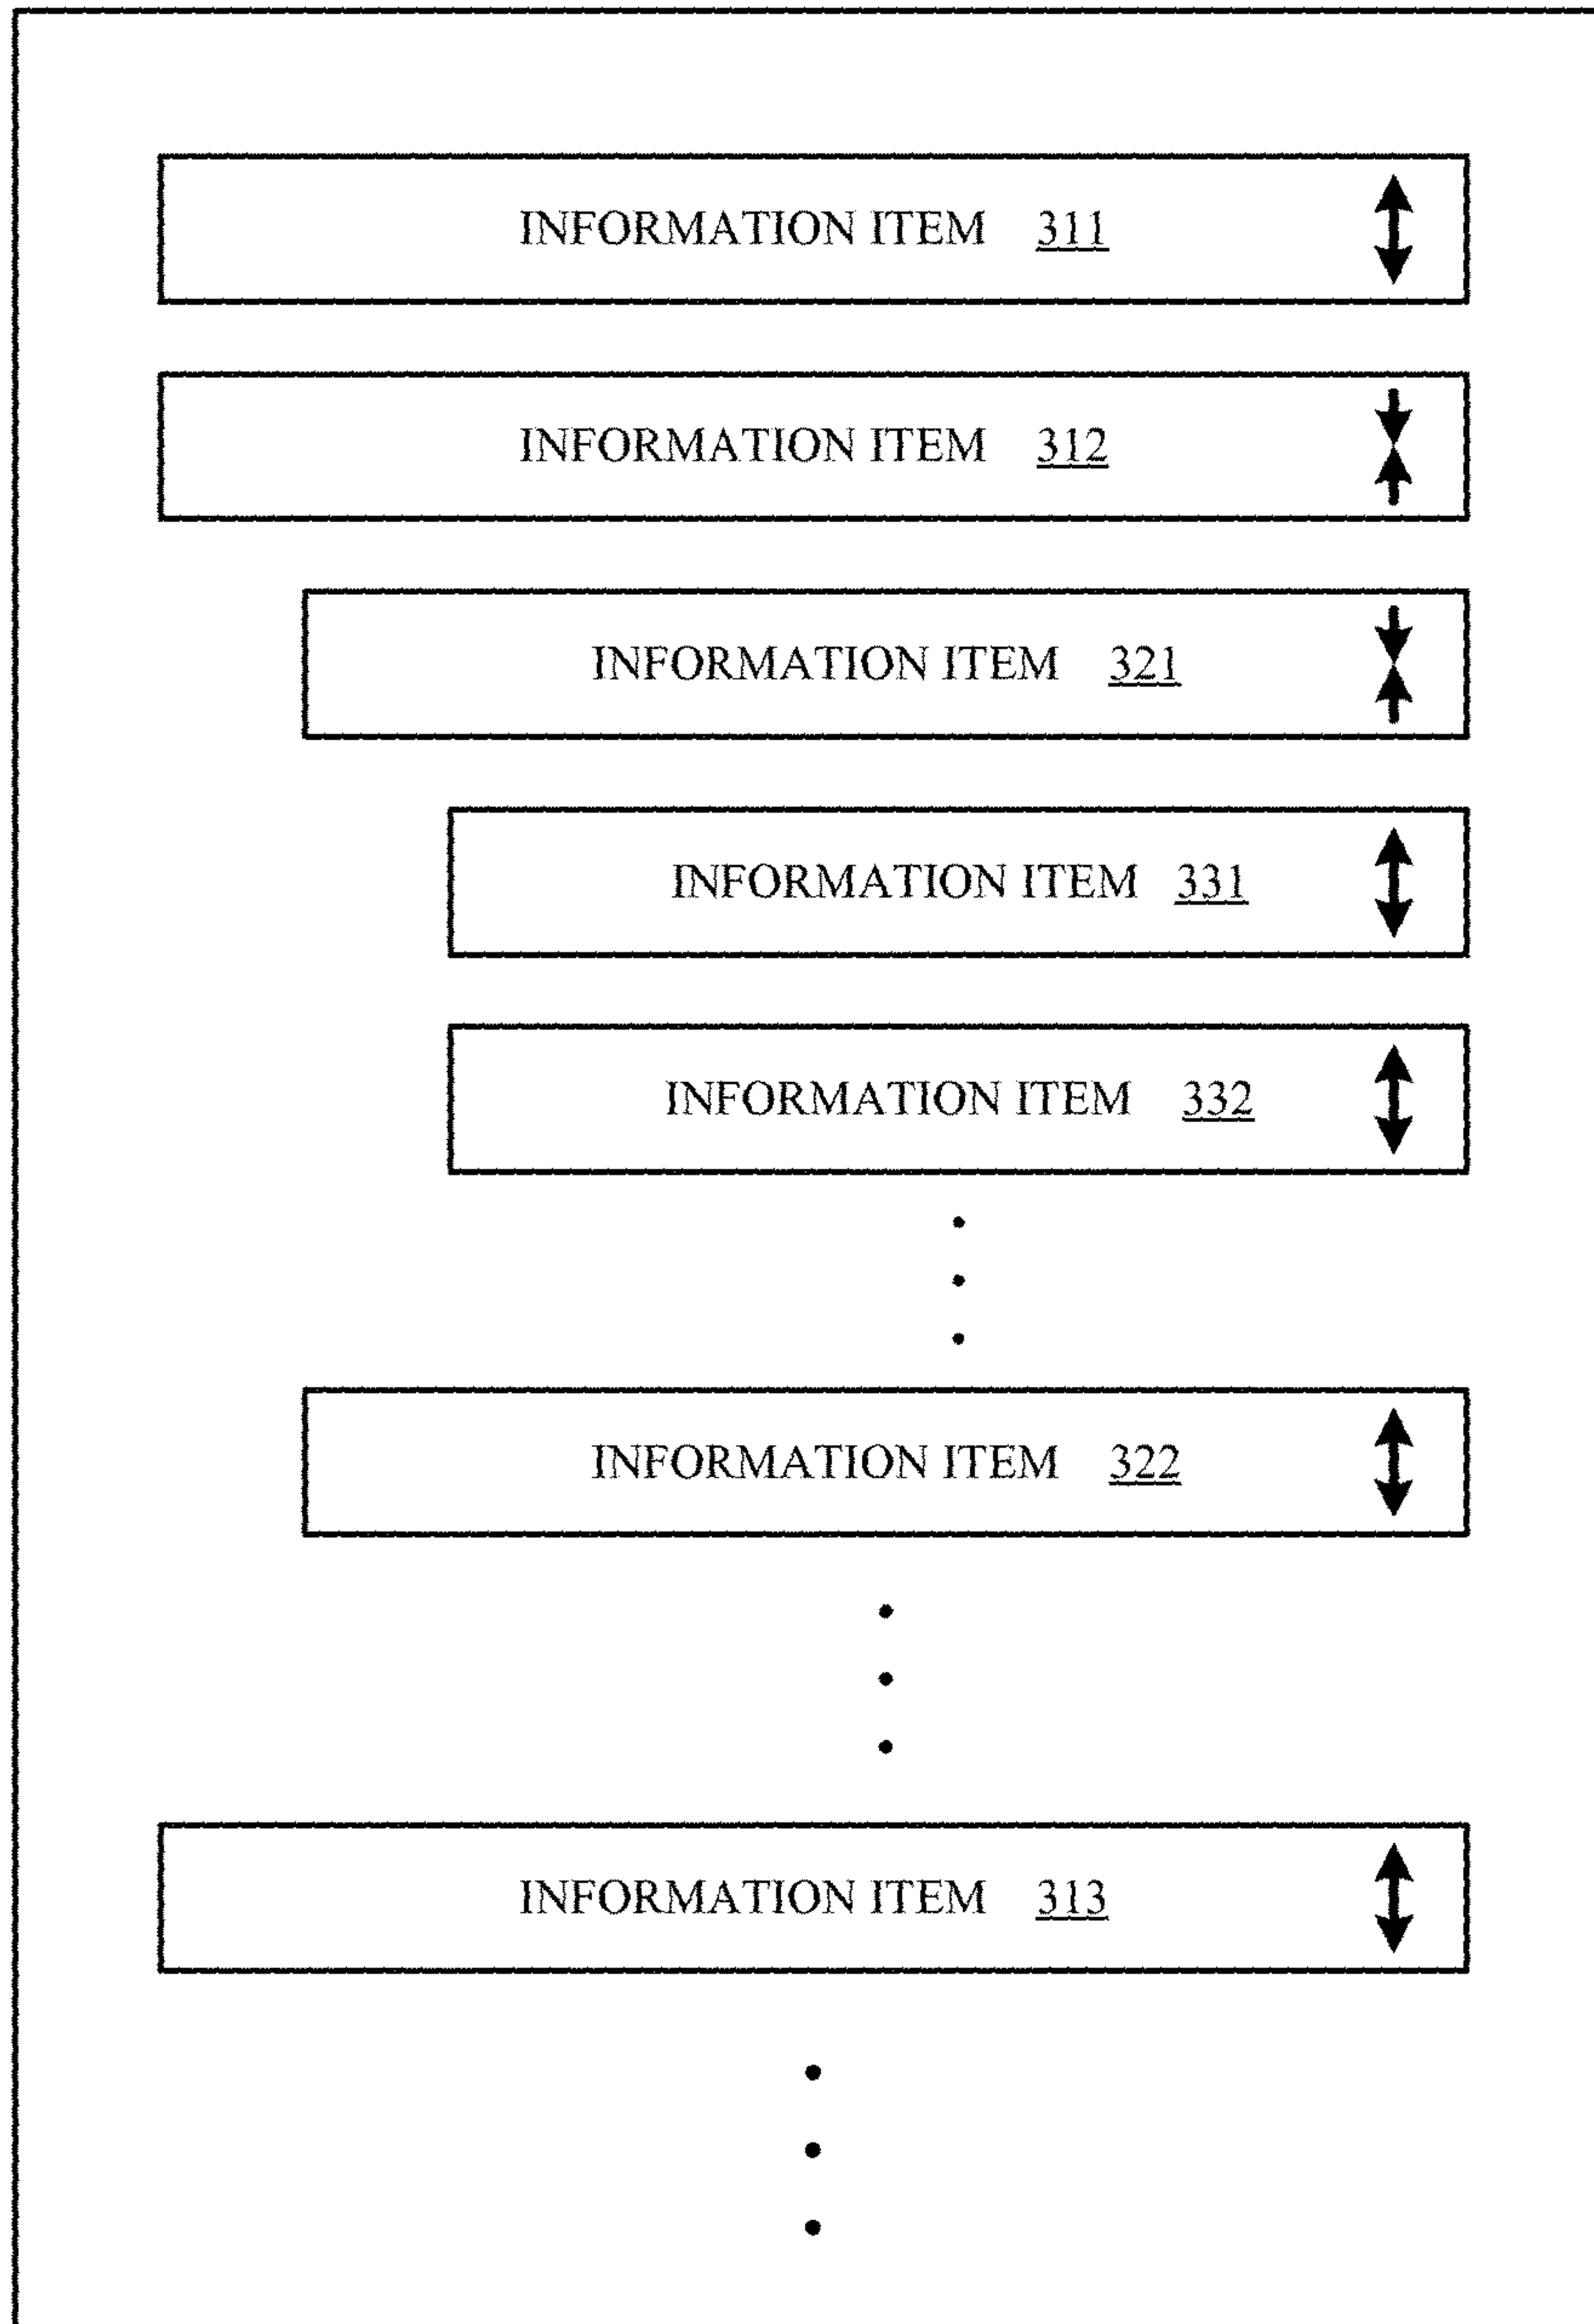 INFORMATION ITEM 311
INFORMATION ITEM 312
INFORMATION ITEM 321
INFORMATION ITEM 331
INFORMATION ITEM 332
INFORMATION ITEM 322
INFORMATION ITEM 313